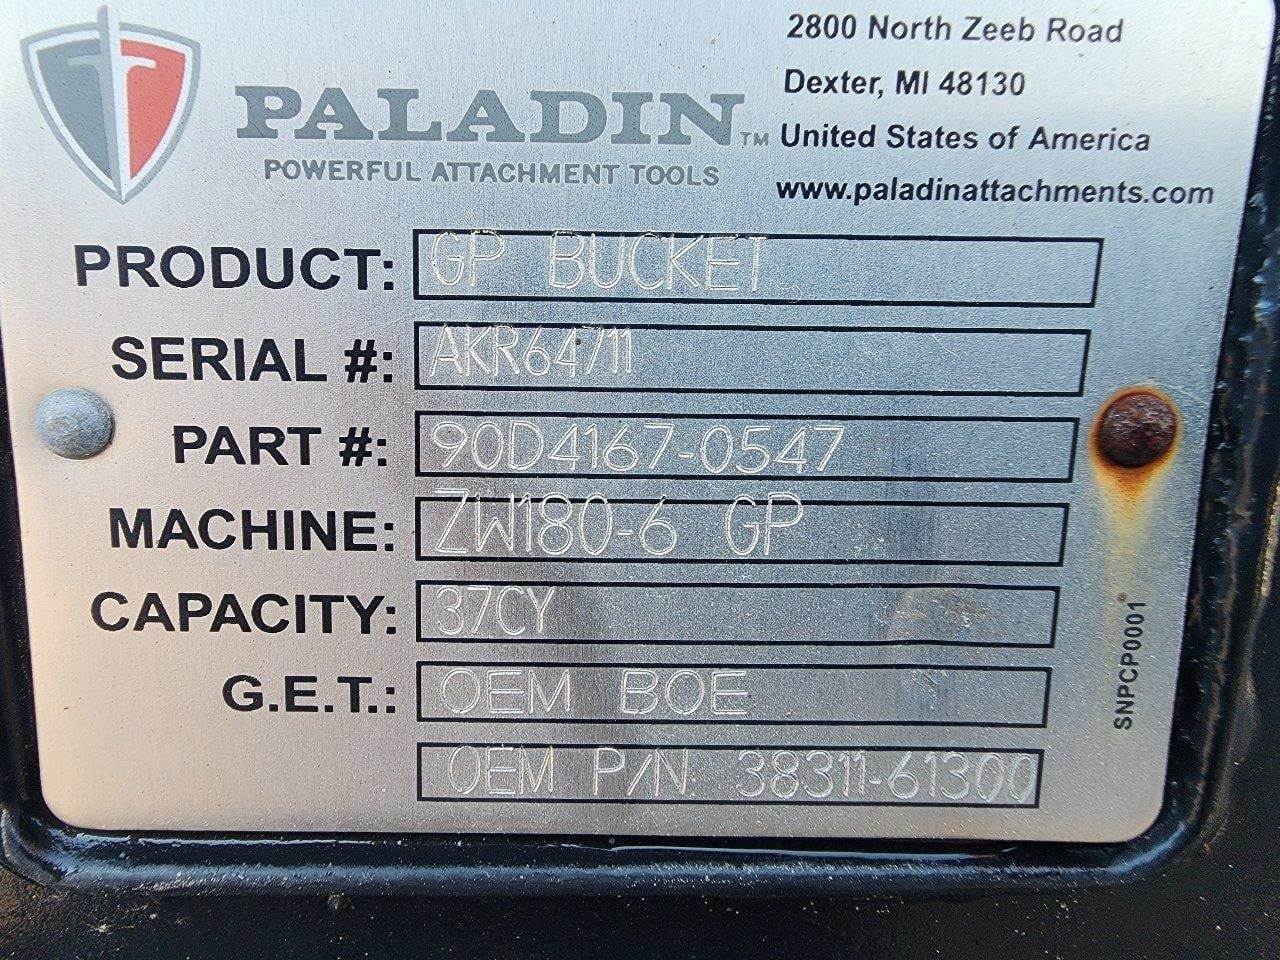 2800 North Zeeb Road
Dexter, MI 48130
United States of America
www.paladinattachments.com
PALADIN™
POWERFUL ATTACHMENT TOOLS
PRODUCT: GP BUCKET
SERIAL #: AKR64711
PART #: 90D4167-0547
MACHINE: ZW180-6 GP
CAPACITY: 37CY
G.E.T.: OEM BOE
OEM P/N: 38311-61300
SNPCP0001